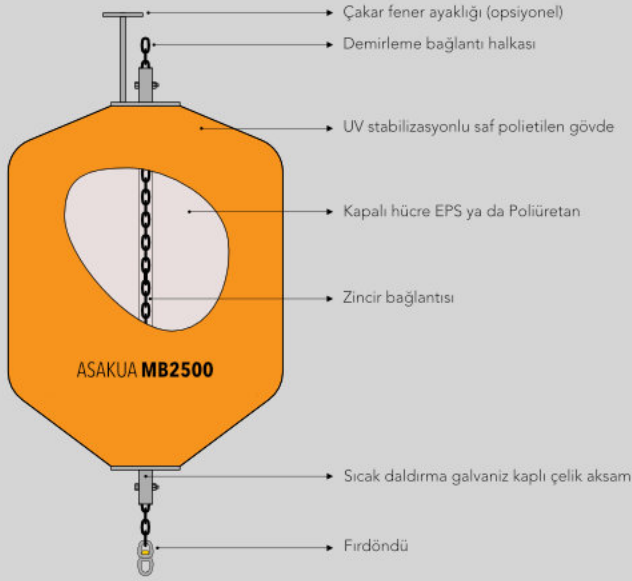 Çakar fener ayaklığı (opsiyonel)
Demirleme bağlantı halkası
UV stabilizasyonlu saf polietilen gövde
Kapalı hücre EPS ya da Poliüretan
Zincir bağlantısı
ASAKUA MB2500
Sıcak daldırma galvaniz kaplı çelik aksam
Fırdöndü